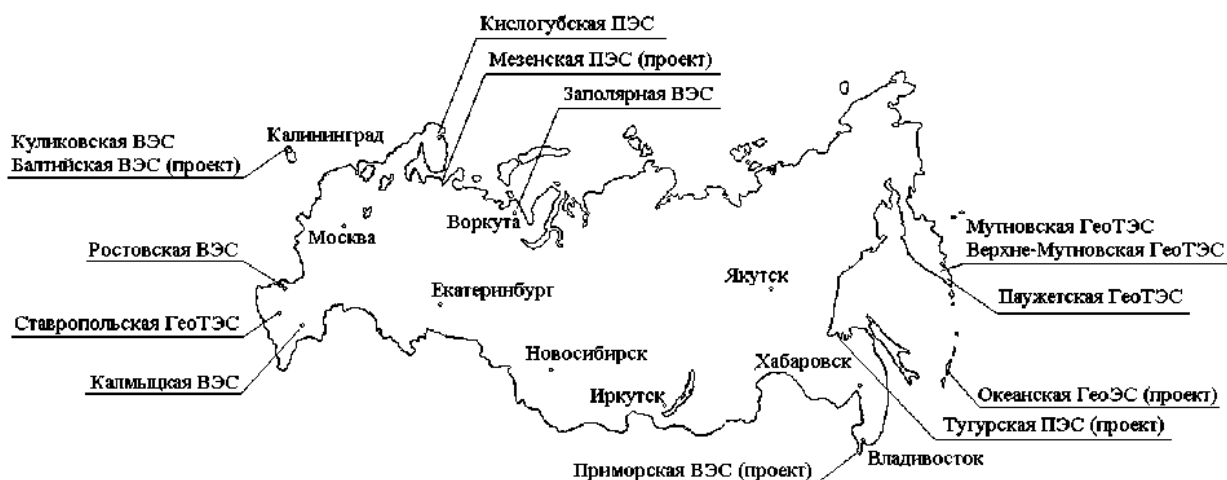 Кислогубская ПЭС
Мезенская ПЭС (проект)
Заполярная ВЭС
Калининград
Куликовская ВЭС
Балтийская ВЭС (проект)
Воркута
Москва
Мутновская ГеоТЭС
Верхне-Мутновская ГеоТЭС
Ростовская ВЭС
Якутск
Екатеринбург
Паужетская ГеоТЭС
Ставропольская ГеоТЭС
Новосибирск
Хабаровск
Калмыцкая ВЭС
Иркутск
Океанская ГеоЭС (проект)
Тугурская ПЭС (проект)
Владивосток
Приморская ВЭС (проект)